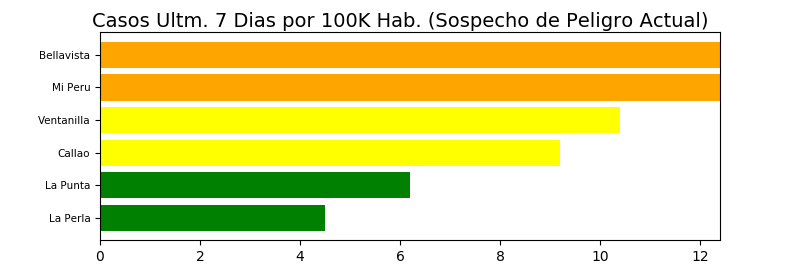 Casos Ultm. 7 Dias por 100K Hab. (Sospecho de Peligro Actual)
Bellavista
Mi Peru
Ventanilla
Callao
La Punta
La Perla
0 2 4 6 8 10 12